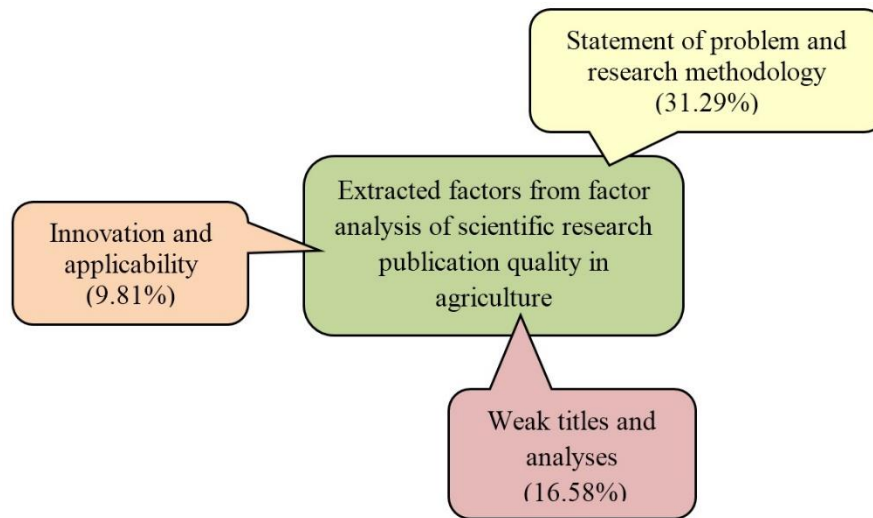 Statement of problem and
research methodology
(31.29%)
Extracted factors from factor
analysis of scientific research
publication quality in
agriculture
Innovation and
applicability
(9.81%)
Weak titles and
analyses
(16.58%)